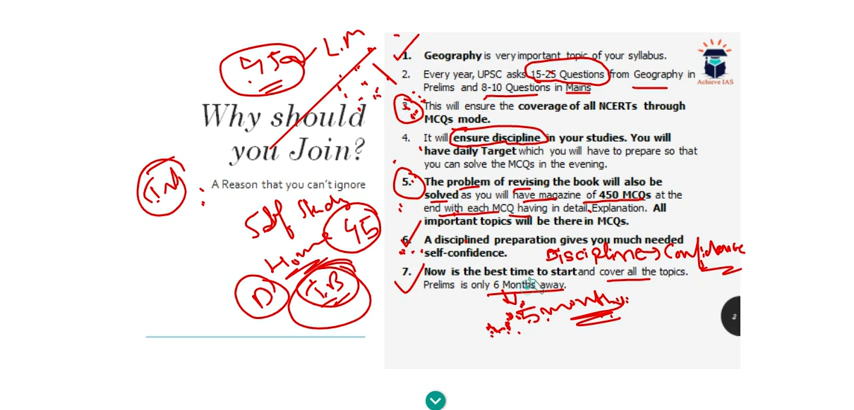 L.M
Why should
you Join?
A Reason that you can't ignore
Self Study
45
Home
D
T.B
1. Geography is very important topic of your syllabus.
2. Every year, UPSC asks 15-25 Questions from Geography in
Prelims and 8-10 Questions in Mains
3. This will ensure the coverage of all NCERTs through
MCQs mode.
4. It will ensure discipline in your studies. You will
have daily Target which you will have to prepare so that
you can solve the MCQs in the evening.
5. The problem of revising the book will also be
solved as you will have magazine of 450 MCQs at the
end with each MCQ having in detail Explanation. All
important topics will be there in MCQs.
6. A disciplined preparation gives you much needed
self-confidence.
Discipline → Confidence
7. Now is the best time to start and cover all the topics.
Prelims is only 6 Months away.
5 months
Achieve IAS
2